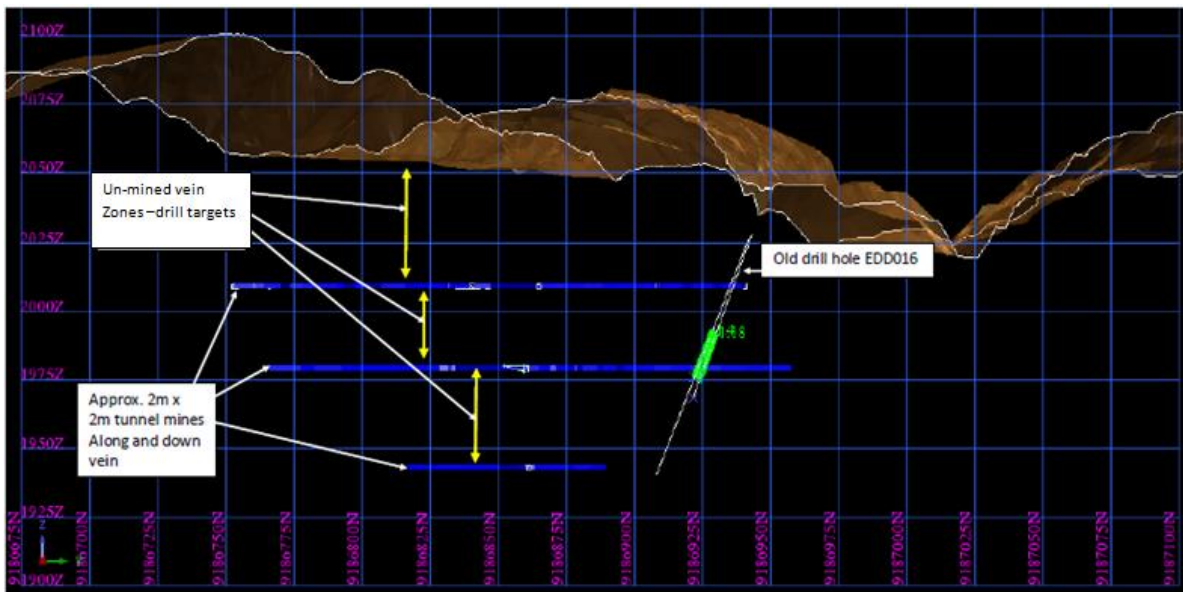 2100Z
2075Z
2050Z
2025Z
2000Z
1975Z
1950Z
1925Z
1900Z
Un-mined vein
Zones –drill targets
Old drill hole EDD016
Approx. 2m x
2m tunnel mines
Along and down
vein
9186675N
9186700N
9186725N
9186750N
9186775N
9186800N
9186825N
9186850N
9186875N
9186900N
9186925N
9186950N
9186975N
9187000N
9187025N
9187050N
9187075N
9187100N
Z